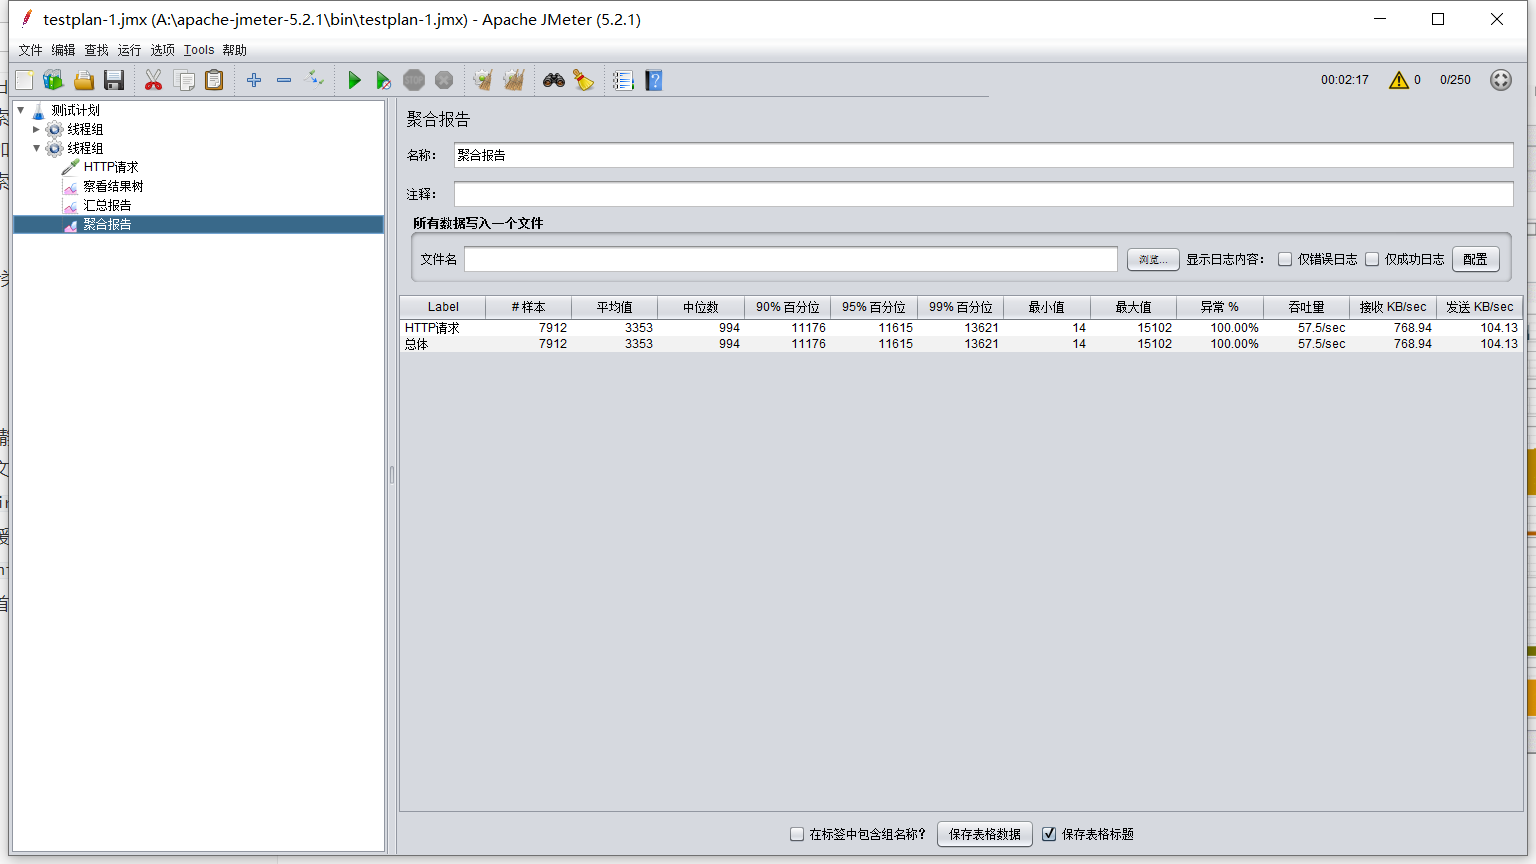 testplan-1.jmx (A:\apache-jmeter-5.2.1\bin\testplan-1.jmx) - Apache JMeter (5.2.1)
文件 编辑 查找 运行 选项 Tools 帮助
00:02:17 0 0/250
测试计划
线程组
线程组
HTTP请求
察看结果树
汇总报告
聚合报告
聚合报告
名称： 聚合报告
注释：
所有数据写入一个文件
文件名 浏览... 显示日志内容： 仅错误日志 仅成功日志 配置
Label # 样本 平均值 中位数 90% 百分位 95% 百分位 99% 百分位 最小值 最大值 异常 % 吞吐量 接收 KB/sec 发送 KB/sec
HTTP请求 7912 3353 994 11176 11615 13621 14 15102 100.00% 57.5/sec 768.94 104.13
总体 7912 3353 994 11176 11615 13621 14 15102 100.00% 57.5/sec 768.94 104.13
在标签中包含组名称？ 保存表格数据 保存表格标题